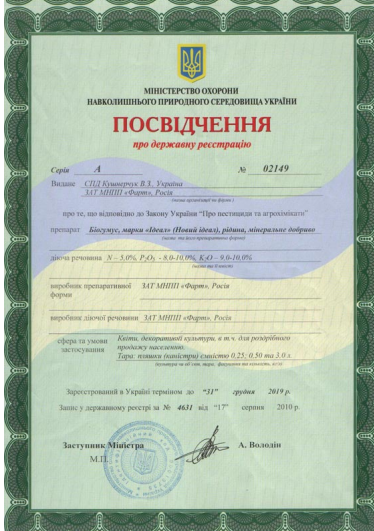 МІНІСТЕРСТВО ОХОРОНИ
НАВКОЛИШНЬОГО ПРИРОДНОГО СЕРЕДОВИЩА УКРАЇНИ
ПОСВІДЧЕННЯ
про державну реєстрацію
Серія А № 02149
Видане СПД Кушнерчук В.З., Україна
ЗАТ МНПП «Фарт», Росія
про те, що відповідно до Закону України "Про пестициди та агрохімікати"
препарат Біогумус, марки «Ідеал» (Новий ідеал), рідина, мінеральне добриво
діюча речовина N – 5,0%, P₂O₅ - 8,0-10,0%, K₂O – 9,0-10,0%
виробник препаративної ЗАТ МНПП «Фарт», Росія
форми
виробник діючої речовини ЗАТ МНПП «Фарт», Росія
сфера та умови Квіти, декоративні культури, в т.ч. для роздрібного
застосування продажу населенню.
Тара: пляшки (каністри) ємністю 0,25; 0,50 та 3,0 л.
Зареєстрований в Україні терміном до "31" грудня 2019 р.
Запис у державному реєстрі за № 4631 від "17" серпня 2010 р.
Заступник Міністра А. Володін
М.П.